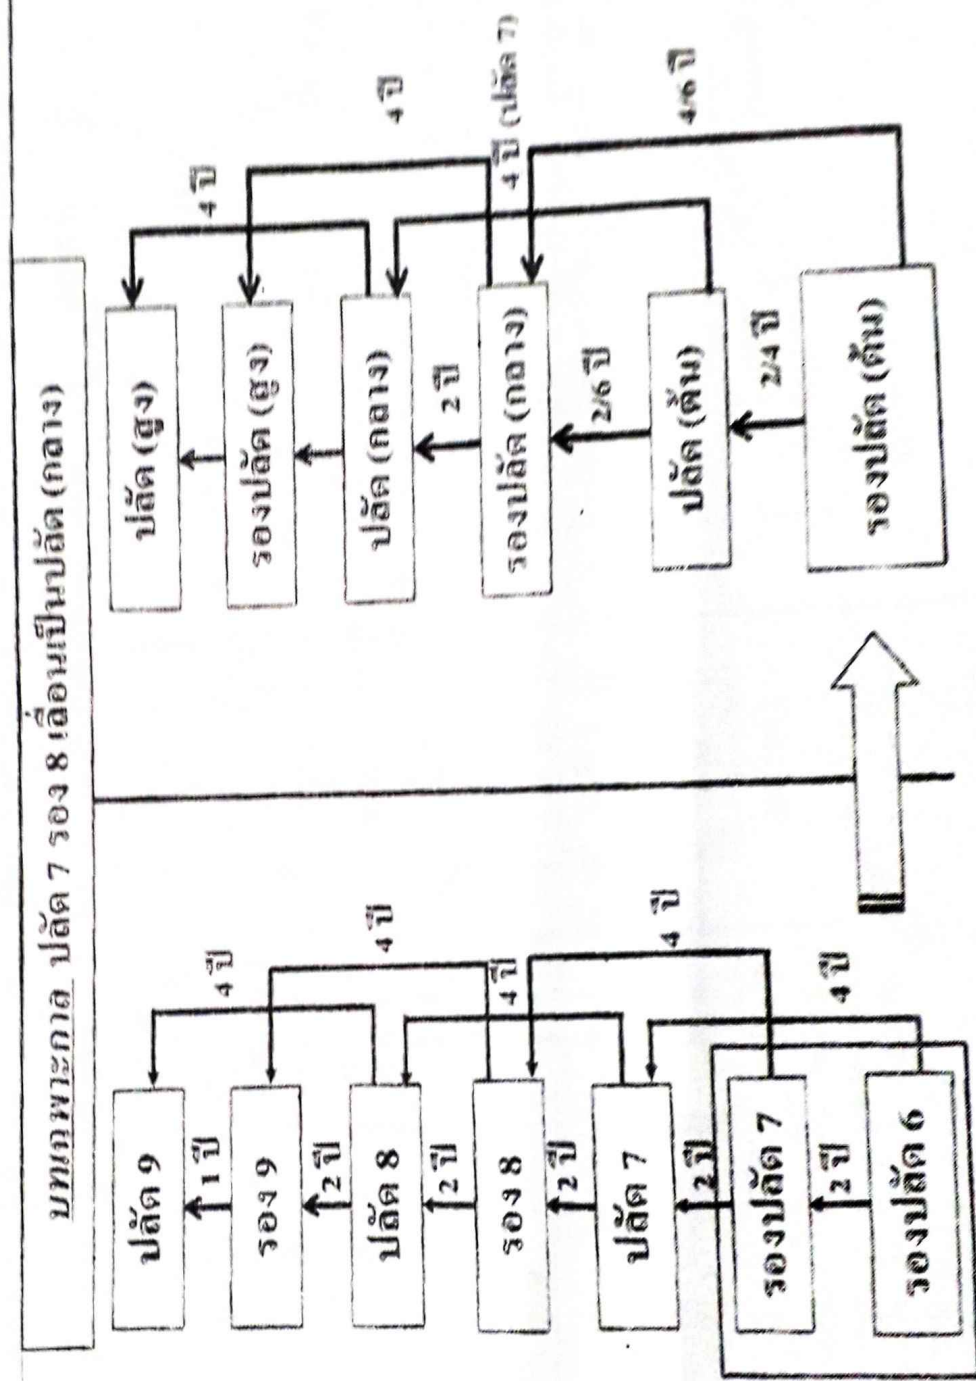 บทเฉพาะกาล ปลัด 7 รอง 8 เลื่อนเป็นปลัด (กลาง)
ปลัด 9
4 ปี
1 ปี
รอง 9
4 ปี
2 ปี
ปลัด 8
2 ปี
4 ปี
รอง 8
2 ปี
ปลัด 7
4 ปี
2 ปี
รองปลัด 7
2 ปี
4 ปี
รองปลัด 6
ปลัด (สูง)
4 ปี
รองปลัด (สูง)
4 ปี
ปลัด (กลาง)
2 ปี
4 ปี (ปลัด 7)
รองปลัด (กลาง)
2/6 ปี
ปลัด (ต้น)
4/6 ปี
2/4 ปี
รองปลัด (ต้น)